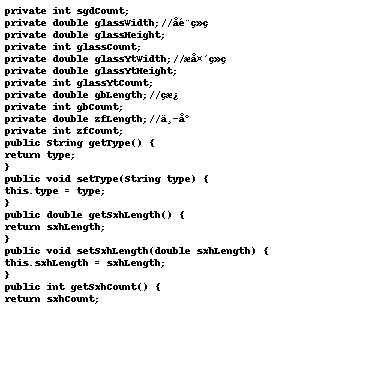 private int sgdCount;
private double glassWidth;//åé¨ç»ç
private double glassHeight;
private int glassCount;
private double glassYtWidth;//æå¤´ç»ç
private double glassYtHeight;
private int glassYtCount;
private double gbLength;//çæ¿
private int gbCount;
private double zfLength;//ä¸­å°
private int zfCount;
public String getType() {
return type;
}
public void setType(String type) {
this.type = type;
}
public double getSxhLength() {
return sxhLength;
}
public void setSxhLength(double sxhLength) {
this.sxhLength = sxhLength;
}
public int getSxhCount() {
return sxhCount;